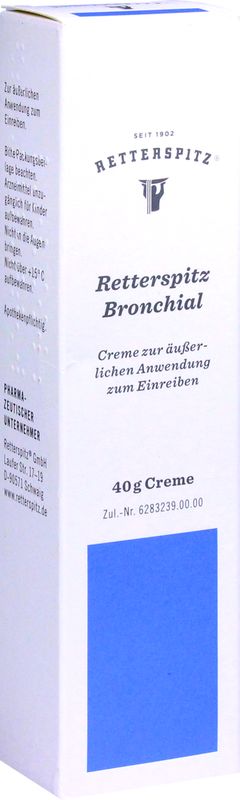 SEIT 1902
RETTERSPITZ®
Retterspitz
Bronchial
Creme zur äußer-
lichen Anwendung
zum Einreiben
40 g Creme
Zul.-Nr. 6283239.00.00
Zur äußerlichen
Anwendung zum
Einreiben.
Bitte Packungsbei-
lage beachten.
Arzneimittel unzu-
gänglich für Kinder
aufbewahren.
Nicht in die Augen
bringen.
Nicht über +25°C
aufbewahren.
Apothekenpflichtig
PHARMA-
ZEUTISCHER
UNTERNEHMER
Retterspitz® GmbH
Laufer Str. 17–19
D-90571 Schwaig
www.retterspitz.de